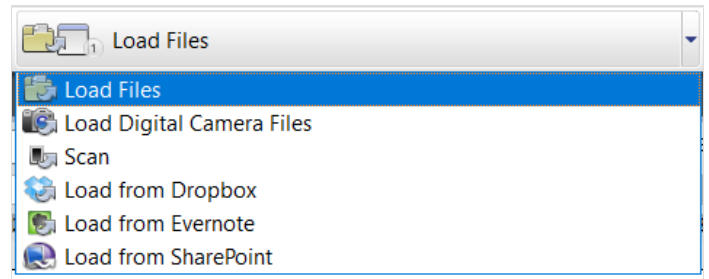 1 Load Files
Load Files
Load Digital Camera Files
Scan
Load from Dropbox
Load from Evernote
Load from SharePoint